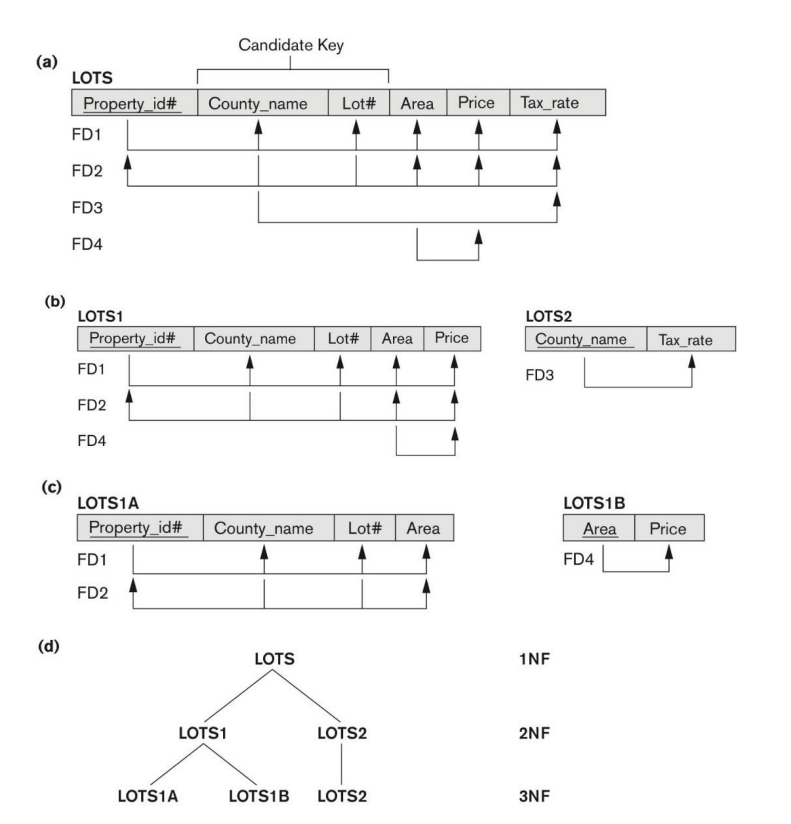 (a)
Candidate Key
LOTS
Property_id# County_name Lot# Area Price Tax_rate
FD1
FD2
FD3
FD4
(b)
LOTS1
Property_id# County_name Lot# Area Price
FD1
FD2
FD4
LOTS2
County_name Tax_rate
FD3
(c)
LOTS1A
Property_id# County_name Lot# Area
FD1
FD2
LOTS1B
Area Price
FD4
(d)
LOTS 1NF
LOTS1 LOTS2 2NF
LOTS1A LOTS1B LOTS2 3NF